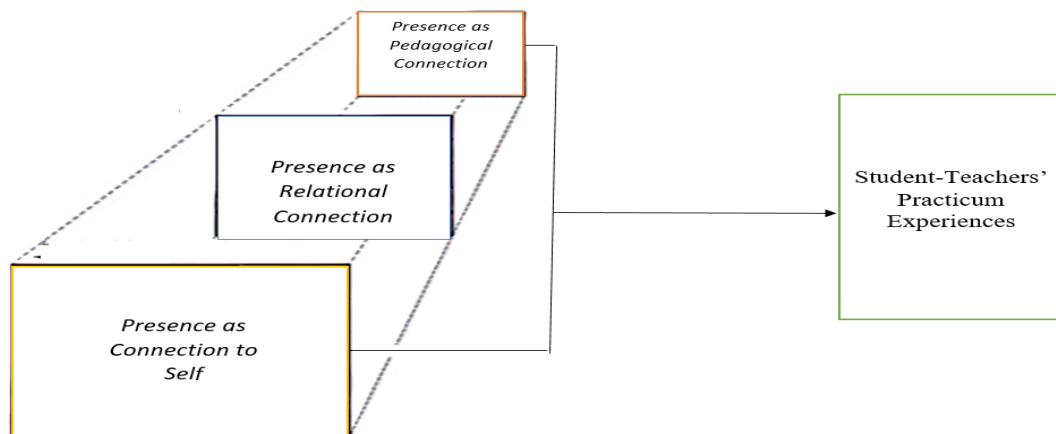 Presence as
Pedagogical
Connection
Presence as
Relational
Connection
Presence as
Connection to
Self
Student-Teachers’
Practicum
Experiences